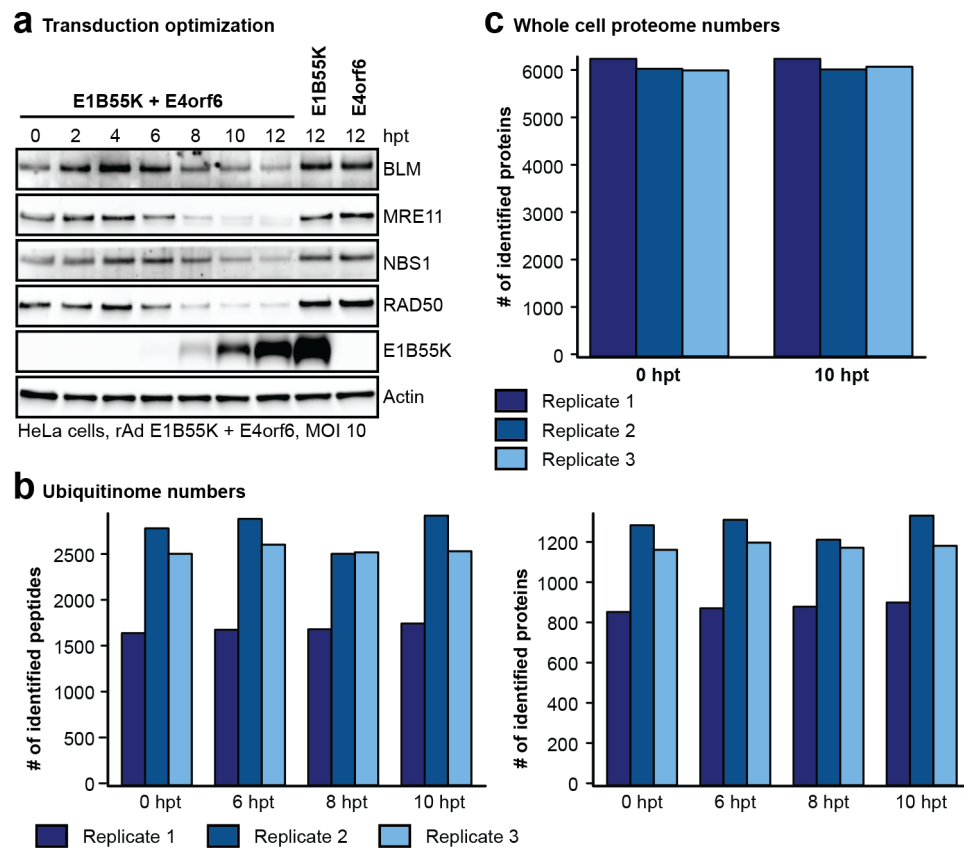 a Transduction optimization
E1B55K + E4orf6
E1B55K
E4orf6
0 2 4 6 8 10 12 12 12 hpt
BLM
MRE11
NBS1
RAD50
E1B55K
Actin
HeLa cells, rAd E1B55K + E4orf6, MOI 10
c Whole cell proteome numbers
# of identified proteins
6000
5000
4000
3000
2000
1000
0
0 hpt 10 hpt
Replicate 1
Replicate 2
Replicate 3
b Ubiquitinome numbers
# of identified peptides
2500
2000
1500
1000
500
0
0 hpt 6 hpt 8 hpt 10 hpt
# of identified proteins
1200
1000
800
600
400
200
0
0 hpt 6 hpt 8 hpt 10 hpt
Replicate 1 Replicate 2 Replicate 3